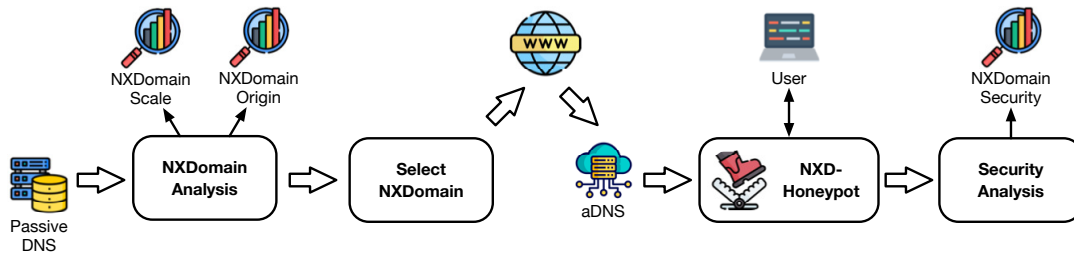 WWW
NXDomain
Scale
NXDomain
Origin
User
NXDomain
Security
Passive
DNS
NXDomain
Analysis
Select
NXDomain
aDNS
NXD-
Honeypot
Security
Analysis